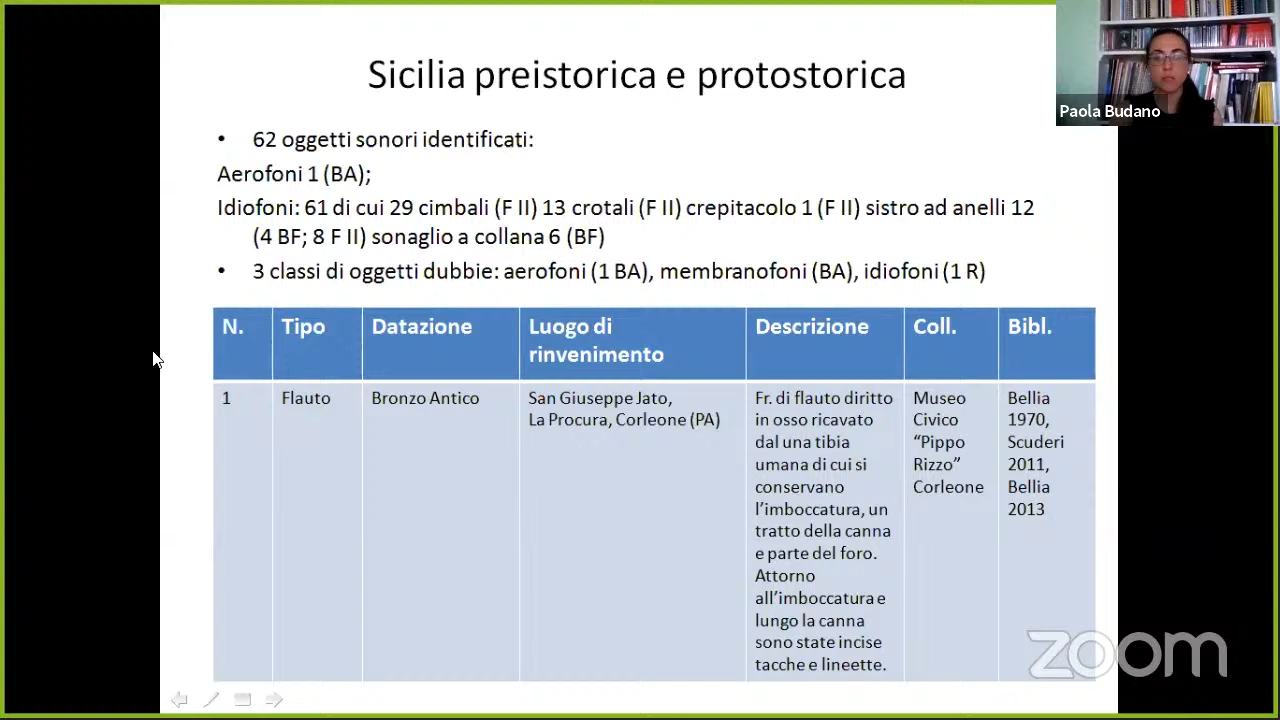 Sicilia preistorica e protostorica
Paola Budano
• 62 oggetti sonori identificati:
Aerofoni 1 (BA);
Idiofoni: 61 di cui 29 cimbali (F II) 13 crotali (F II) crepitacolo 1 (F II) sistro ad anelli 12
(4 BF; 8 F II) sonaglio a collana 6 (BF)
• 3 classi di oggetti dubbie: aerofoni (1 BA), membranofoni (BA), idiofoni (1 R)
N.
Tipo
Datazione
Luogo di
rinvenimento
Descrizione
Coll.
Bibl.
1
Flauto
Bronzo Antico
San Giuseppe Jato,
La Procura, Corleone (PA)
Fr. di flauto diritto
in osso ricavato
dal una tibia
umana di cui si
conservano
l’imboccatura, un
tratto della canna
e parte del foro.
Attorno
all’imboccatura e
lungo la canna
sono state incise
tacche e lineette.
Museo
Civico
“Pippo
Rizzo”
Corleone
Bellia
1970,
Scuderi
2011,
Bellia
2013
zoom